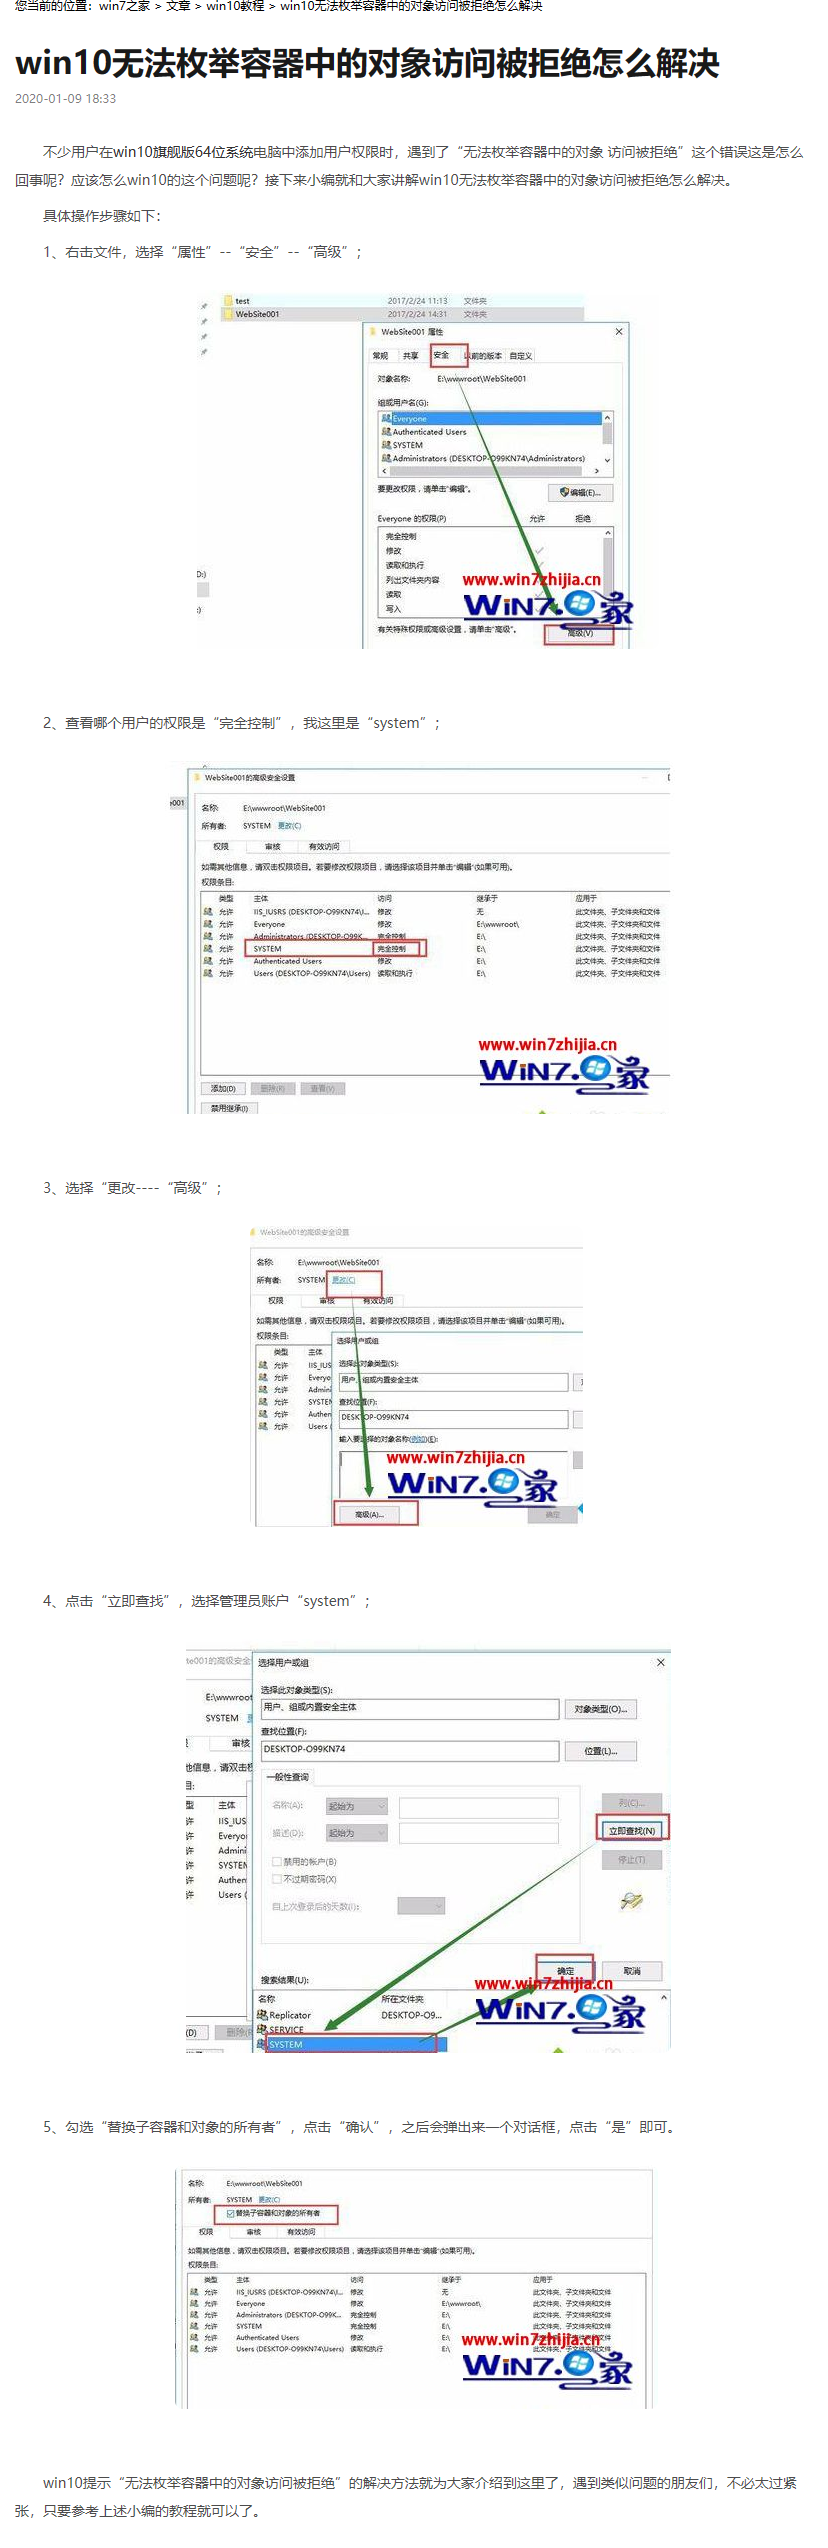 您当前的位置：win7之家 > 文章 > win10教程 > win10无法枚举容器中的对象访问被拒绝怎么解决
win10无法枚举容器中的对象访问被拒绝怎么解决
2020-01-09 18:33
不少用户在win10旗舰版64位系统电脑中添加用户权限时，遇到了“无法枚举容器中的对象 访问被拒绝”这个错误这是怎么
回事呢？应该怎么win10的这个问题呢？接下来小编就和大家讲解win10无法枚举容器中的对象访问被拒绝怎么解决。
具体操作步骤如下：
1、右击文件，选择“属性”--“安全”--“高级”；
test 2017/2/24 11:13 文件夹
WebSite001 2017/2/24 14:31 文件夹
WebSite001 属性
常规 共享 安全 以前的版本 自定义
对象名称: E:\wwwroot\WebSite001
组或用户名(G):
Everyone
Authenticated Users
SYSTEM
Administrators (DESKTOP-O99KN74\Administrators)
要更改权限，请单击"编辑"。
编辑(E)...
Everyone 的权限(P) 允许 拒绝
完全控制
修改
读取和执行
D:)
列出文件夹内容
www.win7zhijia.cn
读取
Win7.之家
写入
有关特殊权限或高级设置，请单击"高级"。
高级(V)
2、查看哪个用户的权限是“完全控制”，我这里是“system”；
WebSite001的高级安全设置
名称: E:\wwwroot\WebSite001
所有者: SYSTEM 更改(C)
权限 审核 有效访问
如需其他信息，请双击权限项目。若要修改权限项目，请选择该项目并单击"编辑"(如果可用)。
权限条目:
类型 主体 访问 继承于 应用于
允许 IIS_IUSRS (DESKTOP-O99KN74\I... 修改 无 此文件夹、子文件夹和文件
允许 Everyone 修改 E:\wwwroot\ 此文件夹、子文件夹和文件
允许 Administrators (DESKTOP-O99K... 完全控制 E:\ 此文件夹、子文件夹和文件
允许 SYSTEM 完全控制 E:\ 此文件夹、子文件夹和文件
允许 Authenticated Users 修改 E:\ 此文件夹、子文件夹和文件
允许 Users (DESKTOP-O99KN74\Users) 读取和执行 E:\ 此文件夹、子文件夹和文件
www.win7zhijia.cn
Win7.之家
添加(D) 删除(R) 查看(V)
禁用继承(I)
3、选择“更改----“高级”；
WebSite001的高级安全设置
名称: E:\wwwroot\WebSite001
所有者: SYSTEM 更改(C)
权限 审核 有效访问
如需其他信息，请双击权限项目。若要修改权限项目，请选择该项目并单击"编辑"(如果可用)。
权限条目:
选择用户或组
类型 主体
选择此对象类型(S):
允许 IIS_IUS
用户、组或内置安全主体
允许 Everyo
允许 Admini
允许 SYSTEM
查找位置(F):
允许 Authen
DESKTOP-O99KN74
允许 Users (
输入要选择的对象名称(例如)(E):
www.win7zhijia.cn
Win7.之家
高级(A)... 确定
4、点击“立即查找”，选择管理员账户“system”；
te001的高级安全
选择用户或组
选择此对象类型(S):
E:\wwwroot
用户、组或内置安全主体 对象类型(O)...
SYSTEM
查找位置(F):
审核
DESKTOP-O99KN74 位置(L)...
也信息，请双击权
一般性查询
主体
名称(A): 起始为 列(C)...
IIS_IUS
Everyo
描述(D): 起始为 立即查找(N)
Admini
禁用的帐户(B) 停止(T)
SYSTEM
不过期密码(X)
Authen
Users (
自上次登录后的天数(I):
确定 取消
搜索结果(U):
www.win7zhijia.cn
Win7.之家
名称 所在文件夹
Replicator DESKTOP-O9...
SERVICE
SYSTEM
(D) 删除(R
5、勾选“替换子容器和对象的所有者”，点击“确认”，之后会弹出来一个对话框，点击“是”即可。
名称: E:\wwwroot\WebSite001
所有者: SYSTEM 更改(C)
替换子容器和对象的所有者
权限 审核 有效访问
如需其他信息，请双击权限项目。若要修改权限项目，请选择该项目并单击"编辑"(如果可用)。
权限条目:
类型 主体 访问 继承于 应用于
允许 IIS_IUSRS (DESKTOP-O99KN74\I... 修改 无 此文件夹、子文件夹和文件
允许 Everyone 修改 E:\wwwroot\ 此文件夹、子文件夹和文件
允许 Administrators (DESKTOP-O99K... 完全控制 E:\ 此文件夹、子文件夹和文件
允许 SYSTEM 完全控制 E:\ 此文件夹、子文件夹和文件
允许 Authenticated Users 修改 E:\ 此文件夹、子文件夹和文件
允许 Users (DESKTOP-O99KN74\Users) 读取和执行 E:\ 此文件夹、子文件夹和文件
www.win7zhijia.cn
Win7.之家
win10提示“无法枚举容器中的对象访问被拒绝”的解决方法就为大家介绍到这里了，遇到类似问题的朋友们，不必太过紧
张，只要参考上述小编的教程就可以了。